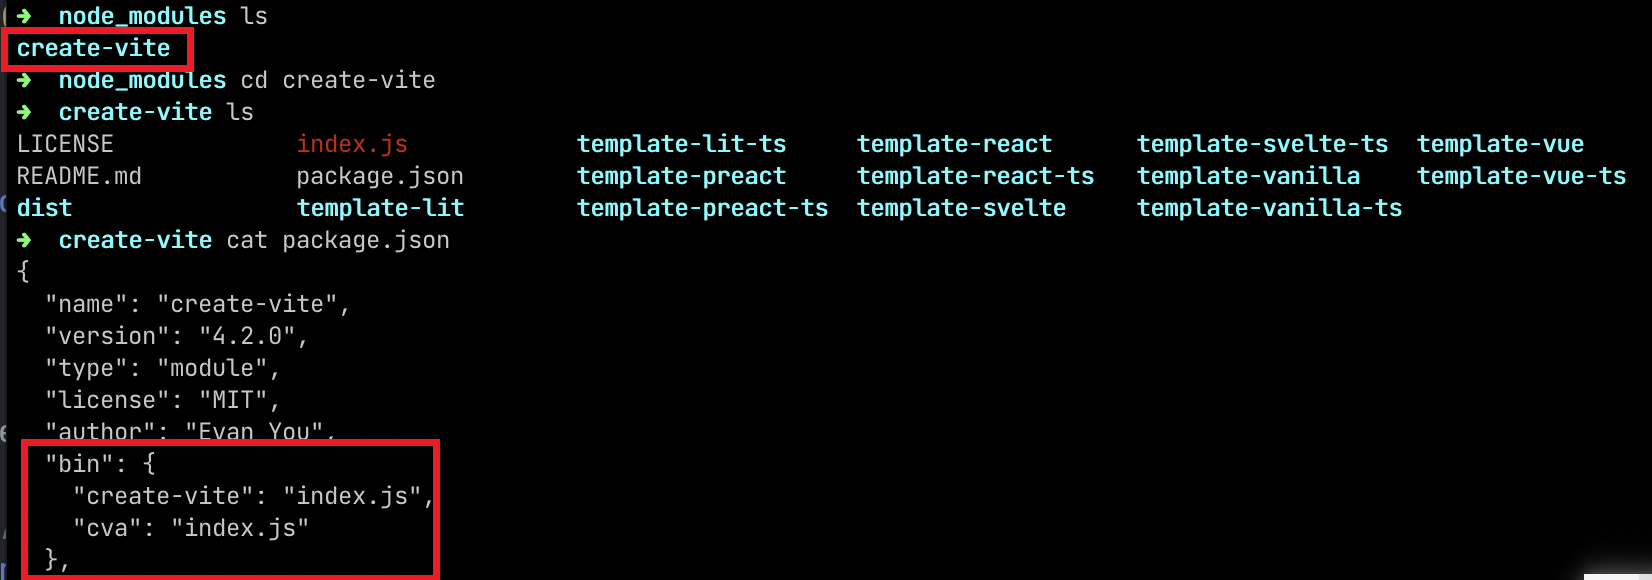 ➜  node_modules ls
create-vite
➜  node_modules cd create-vite
➜  create-vite ls
LICENSE index.js template-lit-ts template-react template-svelte-ts template-vue
README.md package.json template-preact template-react-ts template-vanilla template-vue-ts
dist template-lit template-preact-ts template-svelte template-vanilla-ts
➜  create-vite cat package.json
{
  "name": "create-vite",
  "version": "4.2.0",
  "type": "module",
  "license": "MIT",
  "author": "Evan You",
  "bin": {
    "create-vite": "index.js",
    "cva": "index.js"
  },